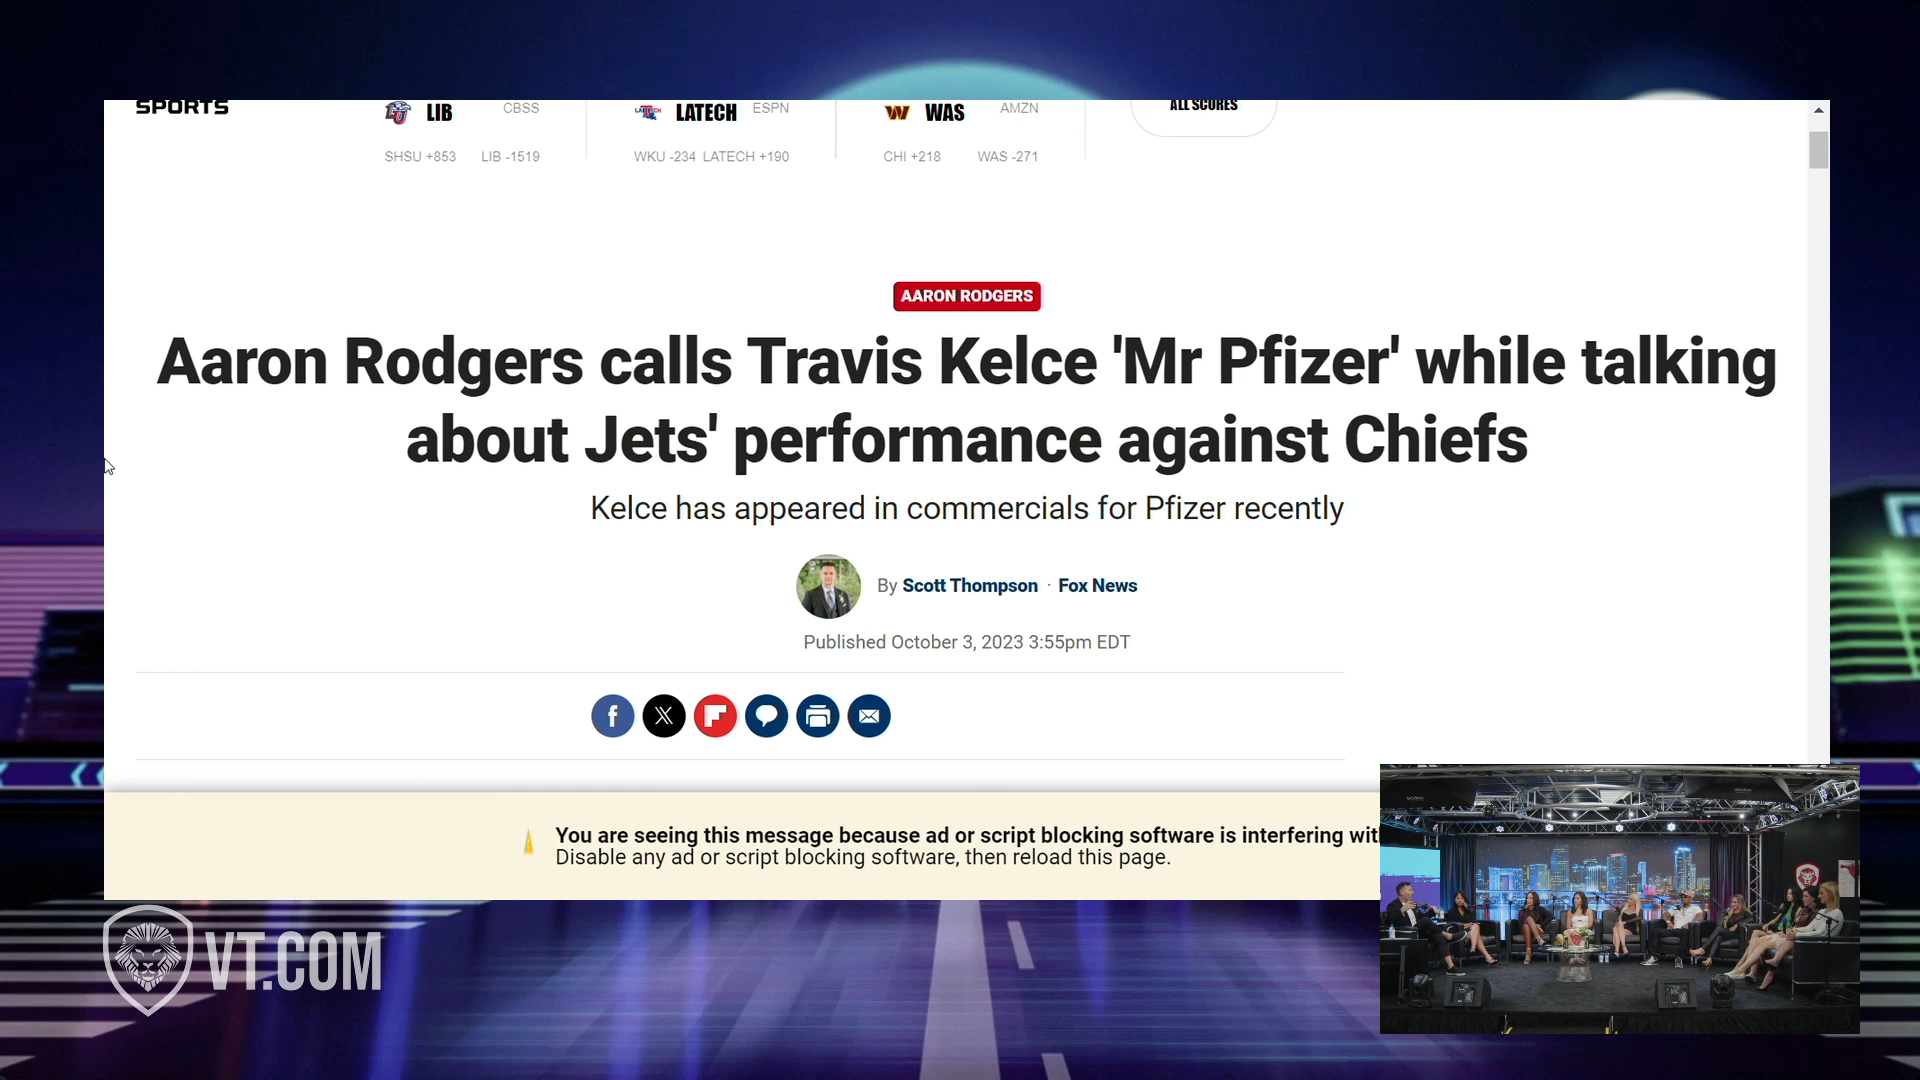 SPORTS
LIB CBSS
LATECH ESPN
WAS AMZN
ALL SCORES
SHSU +853 LIB -1519
WKU -234 LATECH +190
CHI +218 WAS -271
AARON RODGERS
Aaron Rodgers calls Travis Kelce 'Mr Pfizer' while talking
about Jets' performance against Chiefs
Kelce has appeared in commercials for Pfizer recently
By Scott Thompson · Fox News
Published October 3, 2023 3:55pm EDT
You are seeing this message because ad or script blocking software is interfering wit
Disable any ad or script blocking software, then reload this page.
VT.COM